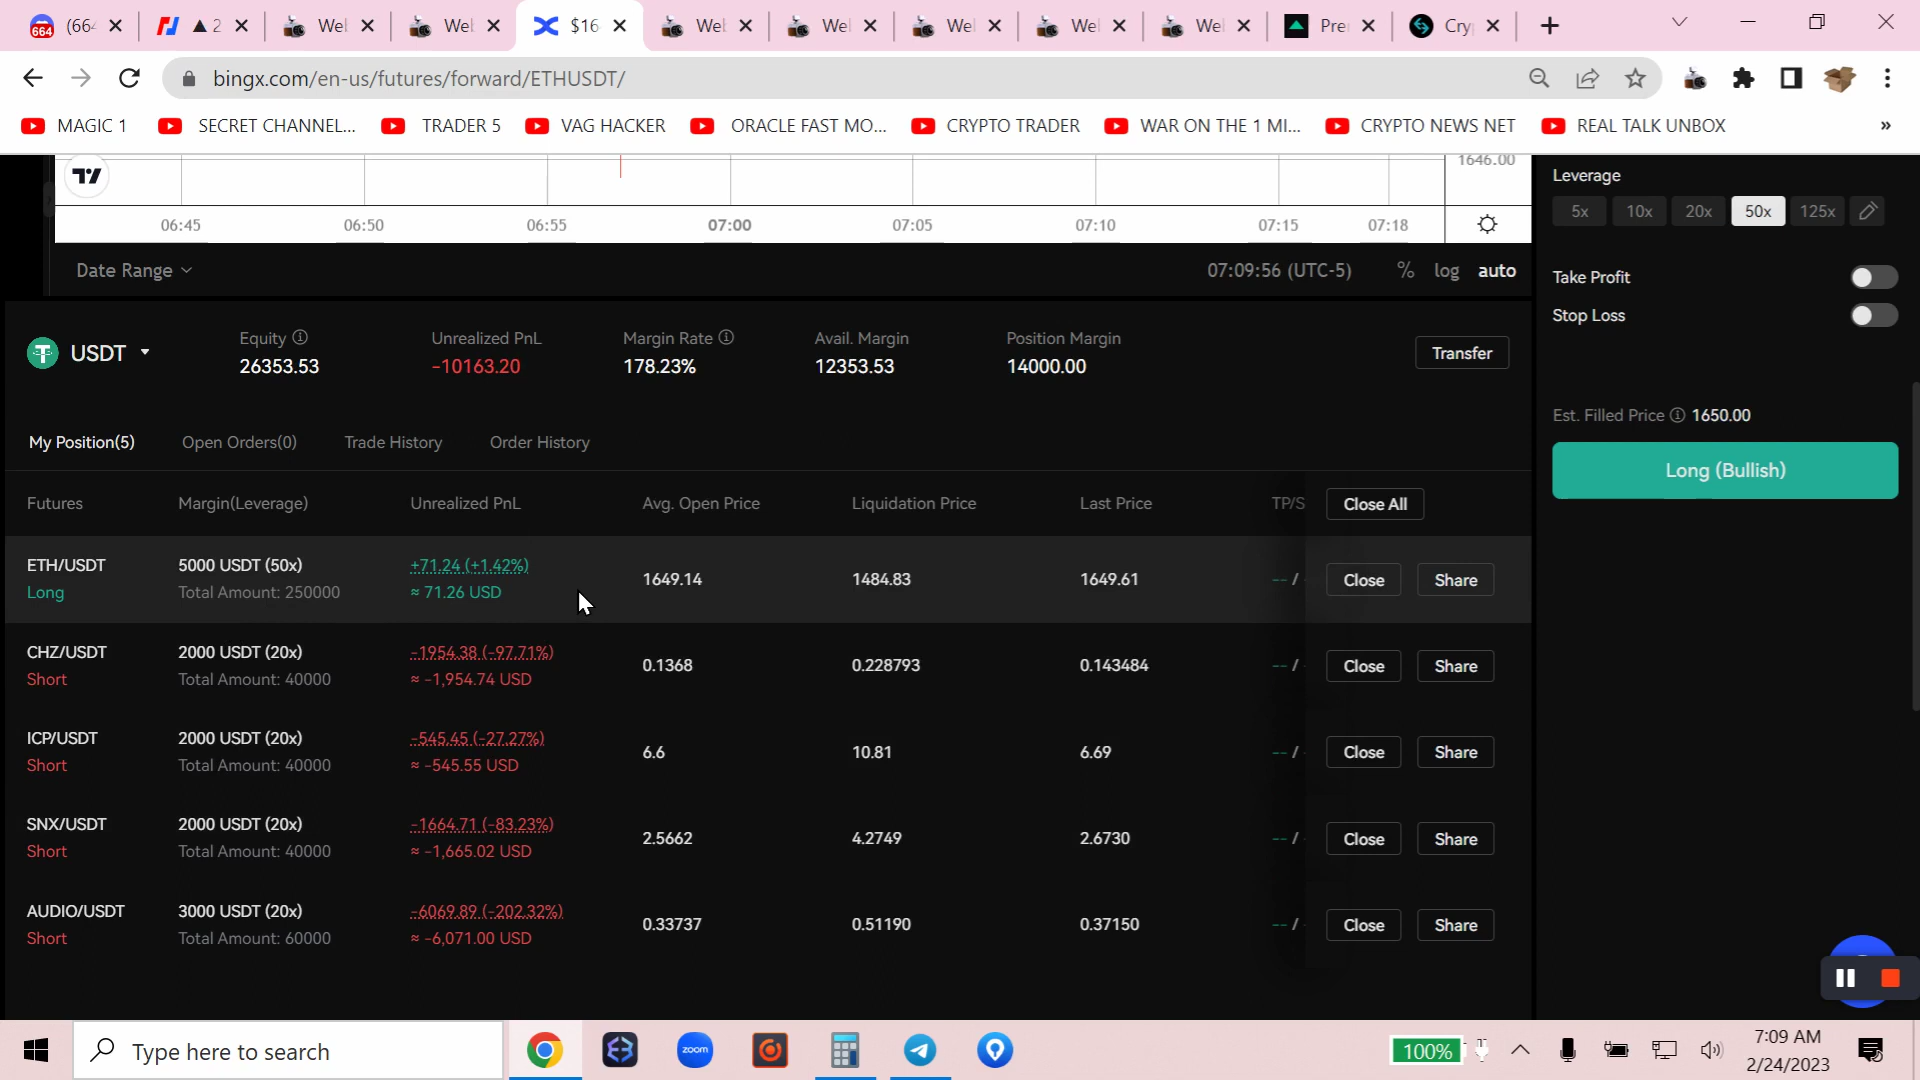 (664
▲ 2
Wel
Wel
$16
Wel
Wel
Wel
Wel
Wel
Pre
Cry
bingx.com/en-us/futures/forward/ETHUSDT/
MAGIC 1
SECRET CHANNEL...
TRADER 5
VAG HACKER
ORACLE FAST MO...
CRYPTO TRADER
WAR ON THE 1 MI...
CRYPTO NEWS NET
REAL TALK UNBOX
»
1646.00
06:45 06:50 06:55 07:00 07:05 07:10 07:15 07:18
Date Range
07:09:56 (UTC-5) % log auto
Leverage
5x 10x 20x 50x 125x
Take Profit
Stop Loss
Est. Filled Price 1650.00
Long (Bullish)
USDT
Equity Unrealized PnL Margin Rate Avail. Margin Position Margin
26353.53 -10163.20 178.23% 12353.53 14000.00
Transfer
My Position(5) Open Orders(0) Trade History Order History
Futures Margin(Leverage) Unrealized PnL Avg. Open Price Liquidation Price Last Price TP/S Close All
ETH/USDT 5000 USDT (50x) +71.24 (+1.42%) 1649.14 1484.83 1649.61 -- / Close Share
Long Total Amount: 250000 ≈ 71.26 USD
CHZ/USDT 2000 USDT (20x) -1954.38 (-97.71%) 0.1368 0.228793 0.143484 -- / Close Share
Short Total Amount: 40000 ≈ -1,954.74 USD
ICP/USDT 2000 USDT (20x) -545.45 (-27.27%) 6.6 10.81 6.69 -- / Close Share
Short Total Amount: 40000 ≈ -545.55 USD
SNX/USDT 2000 USDT (20x) -1664.71 (-83.23%) 2.5662 4.2749 2.6730 -- / Close Share
Short Total Amount: 40000 ≈ -1,665.02 USD
AUDIO/USDT 3000 USDT (20x) -6069.89 (-202.32%) 0.33737 0.51190 0.37150 -- / Close Share
Short Total Amount: 60000 ≈ -6,071.00 USD
Type here to search
zoom
100%
7:09 AM
2/24/2023